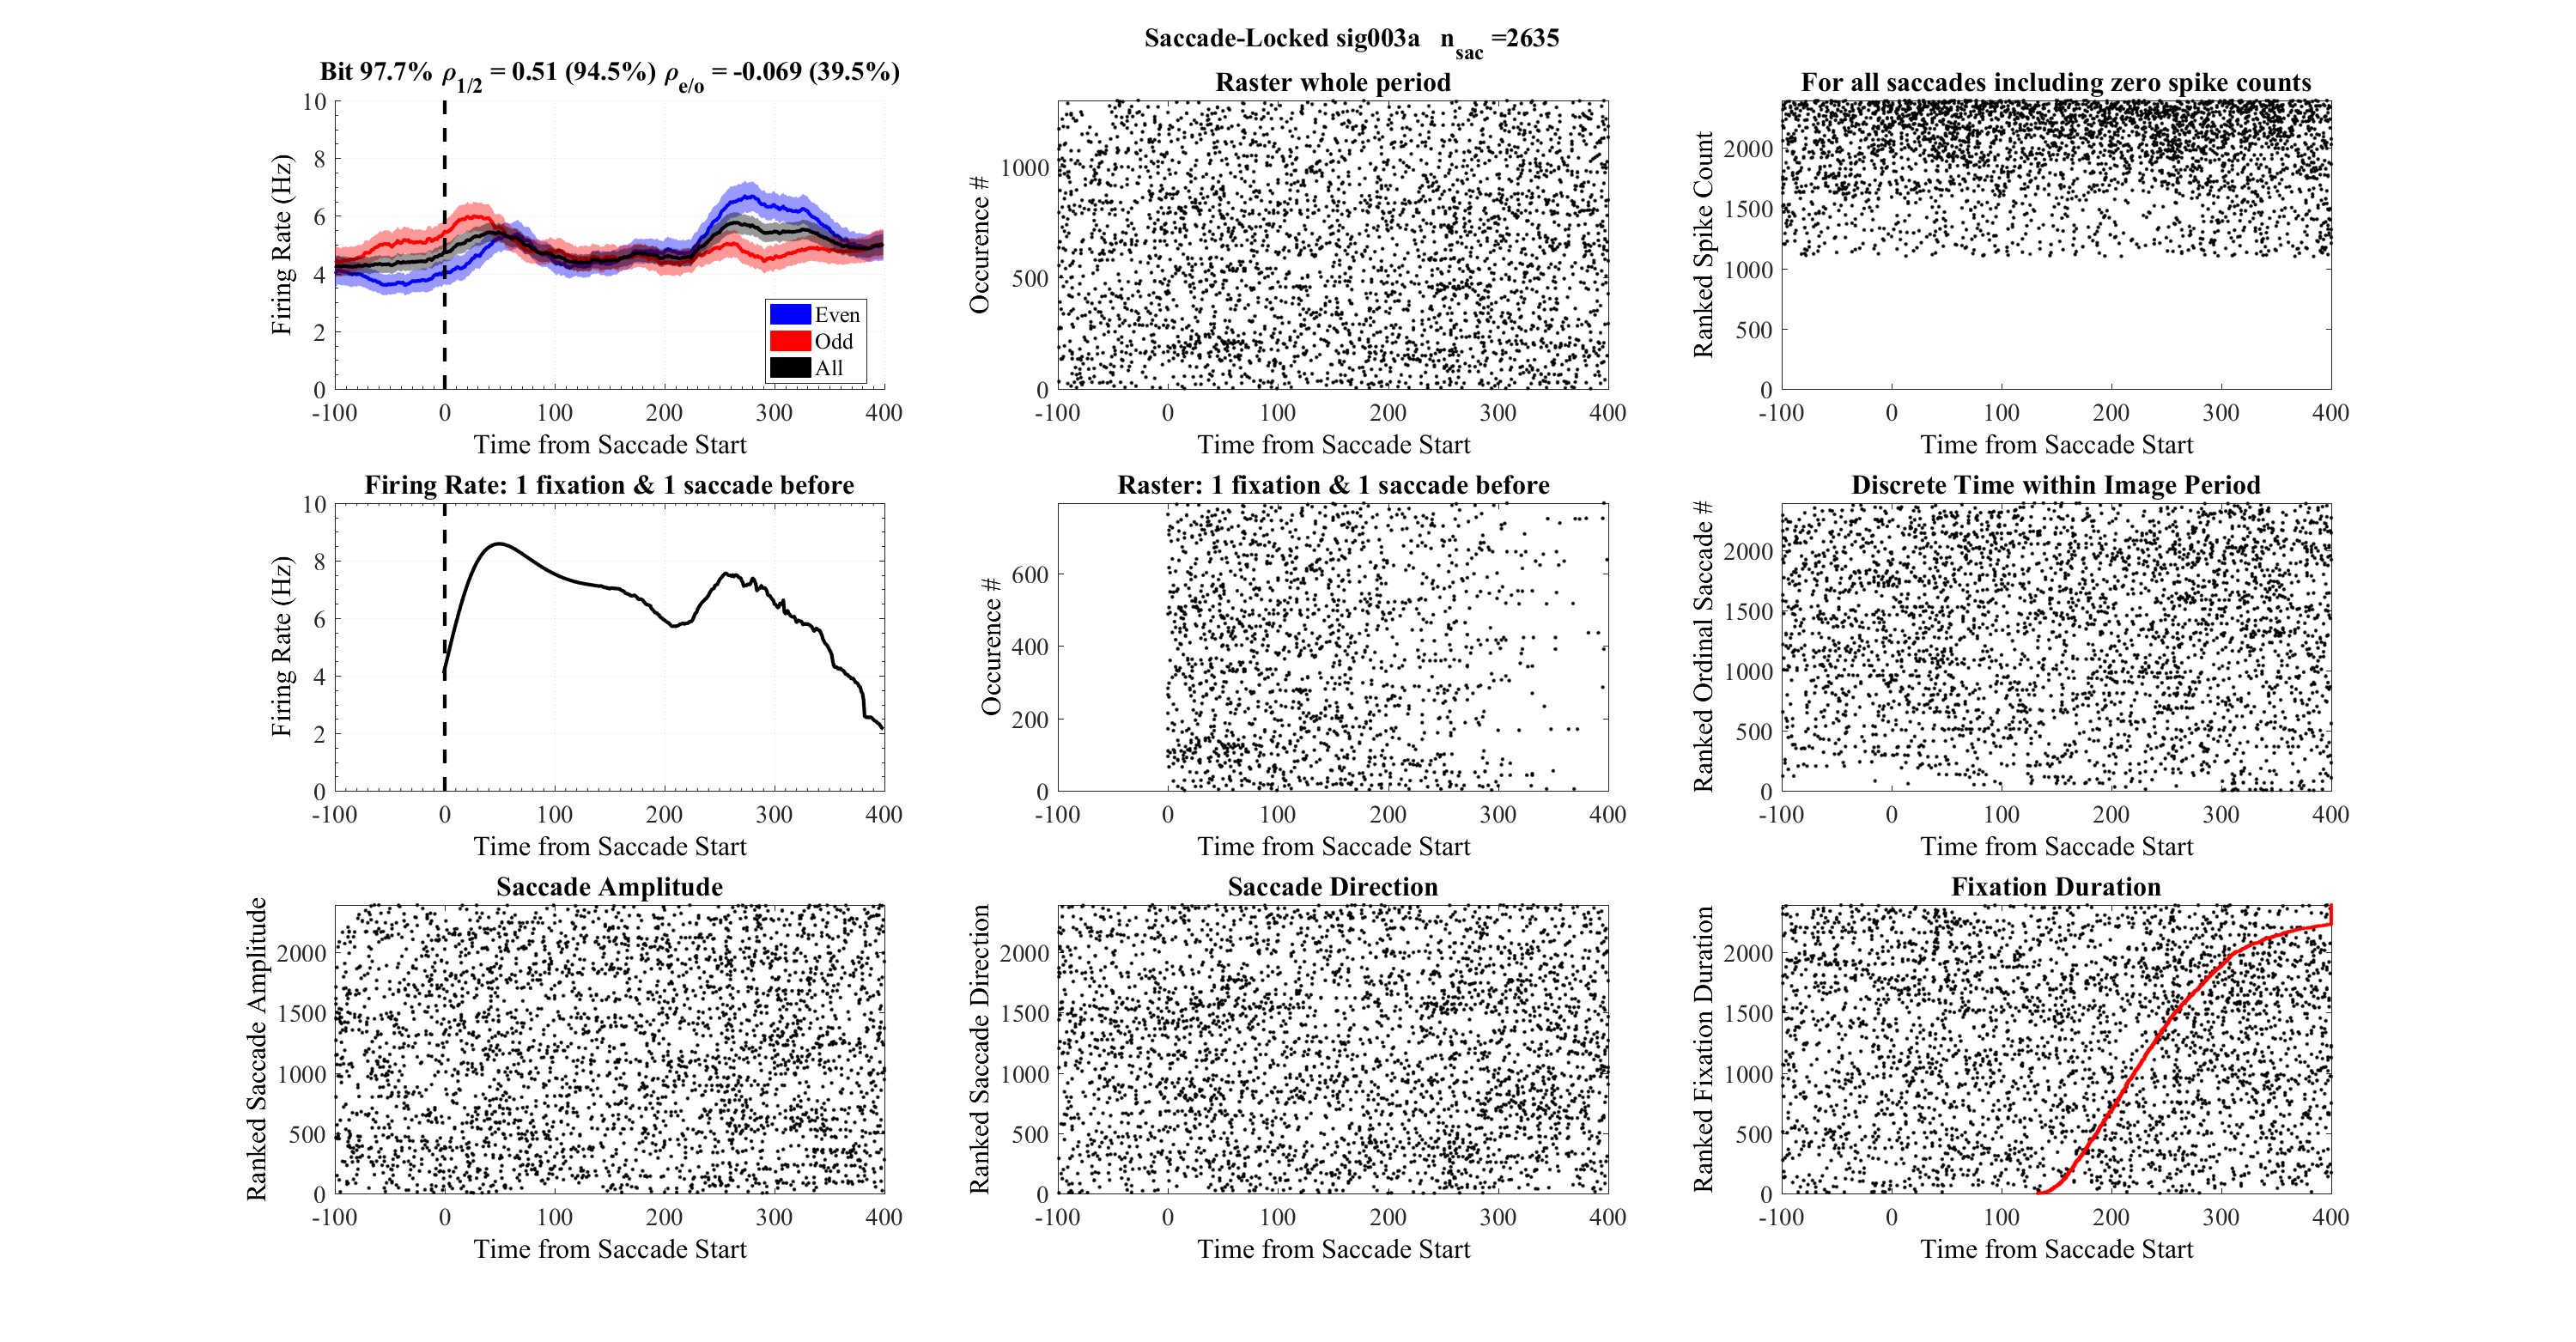 Saccade-Locked sig003a n_sac =2635
Bit 97.7% ρ_1/2 = 0.51 (94.5%) ρ_e/o = -0.069 (39.5%)
10
8
6
4
2
0
Firing Rate (Hz)
Even
Odd
All
-100 0 100 200 300 400
Time from Saccade Start
Raster whole period
1000
500
0
Occurence #
-100 0 100 200 300 400
Time from Saccade Start
For all saccades including zero spike counts
2000
1500
1000
500
0
Ranked Spike Count
-100 0 100 200 300 400
Time from Saccade Start
Firing Rate: 1 fixation & 1 saccade before
10
8
6
4
2
0
Firing Rate (Hz)
-100 0 100 200 300 400
Time from Saccade Start
Raster: 1 fixation & 1 saccade before
600
400
200
0
Occurence #
-100 0 100 200 300 400
Time from Saccade Start
Discrete Time within Image Period
2000
1500
1000
500
0
Ranked Ordinal Saccade #
-100 0 100 200 300 400
Time from Saccade Start
Saccade Amplitude
2000
1500
1000
500
0
Ranked Saccade Amplitude
-100 0 100 200 300 400
Time from Saccade Start
Saccade Direction
2000
1500
1000
500
0
Ranked Saccade Direction
-100 0 100 200 300 400
Time from Saccade Start
Fixation Duration
2000
1500
1000
500
0
Ranked Fixation Duration
-100 0 100 200 300 400
Time from Saccade Start